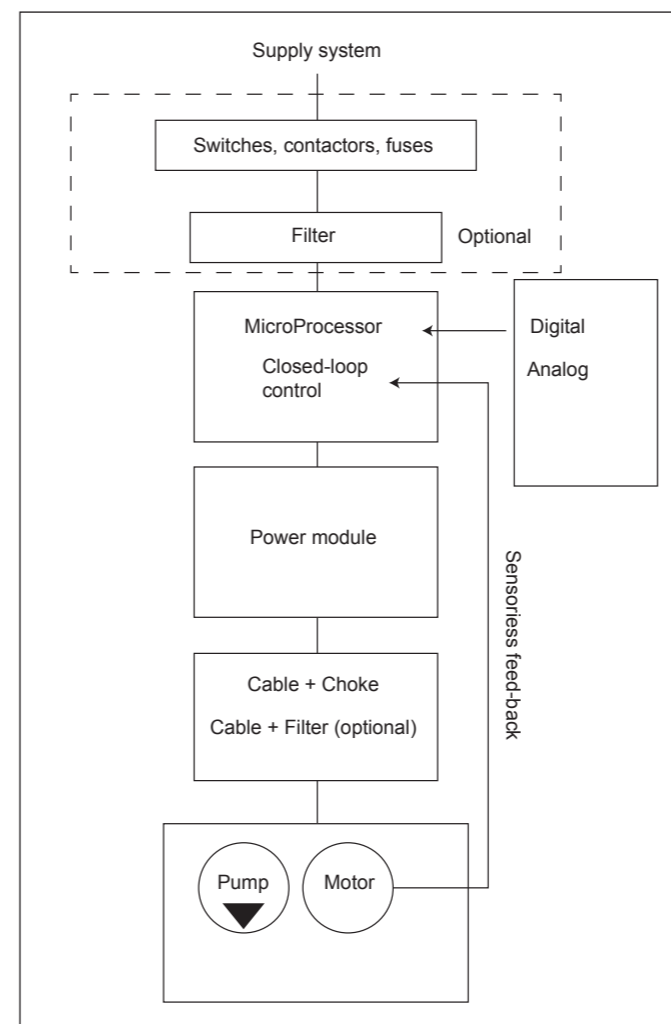 Supply system
Switches, contactors, fuses
Filter
Optional
MicroProcessor
Closed-loop
control
Digital
Analog
Power module
Sensoriess feed-back
Cable + Choke
Cable + Filter (optional)
Pump
Motor